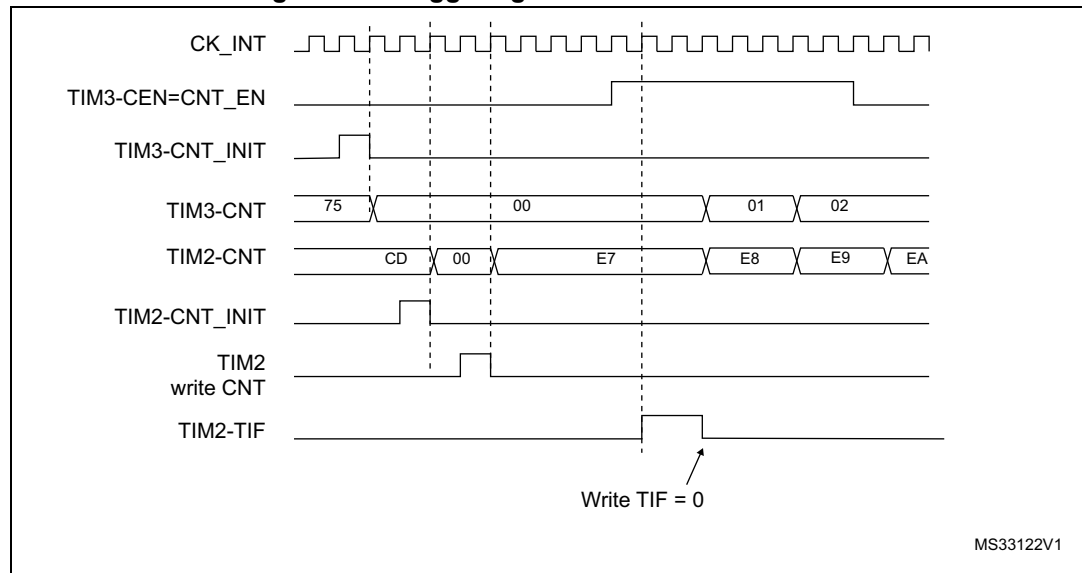 CK_INT
TIM3-CEN=CNT_EN
TIM3-CNT_INIT
TIM3-CNT 75 00 01 02
TIM2-CNT CD 00 E7 E8 E9 EA
TIM2-CNT_INIT
TIM2
write CNT
TIM2-TIF
Write TIF = 0
MS33122V1